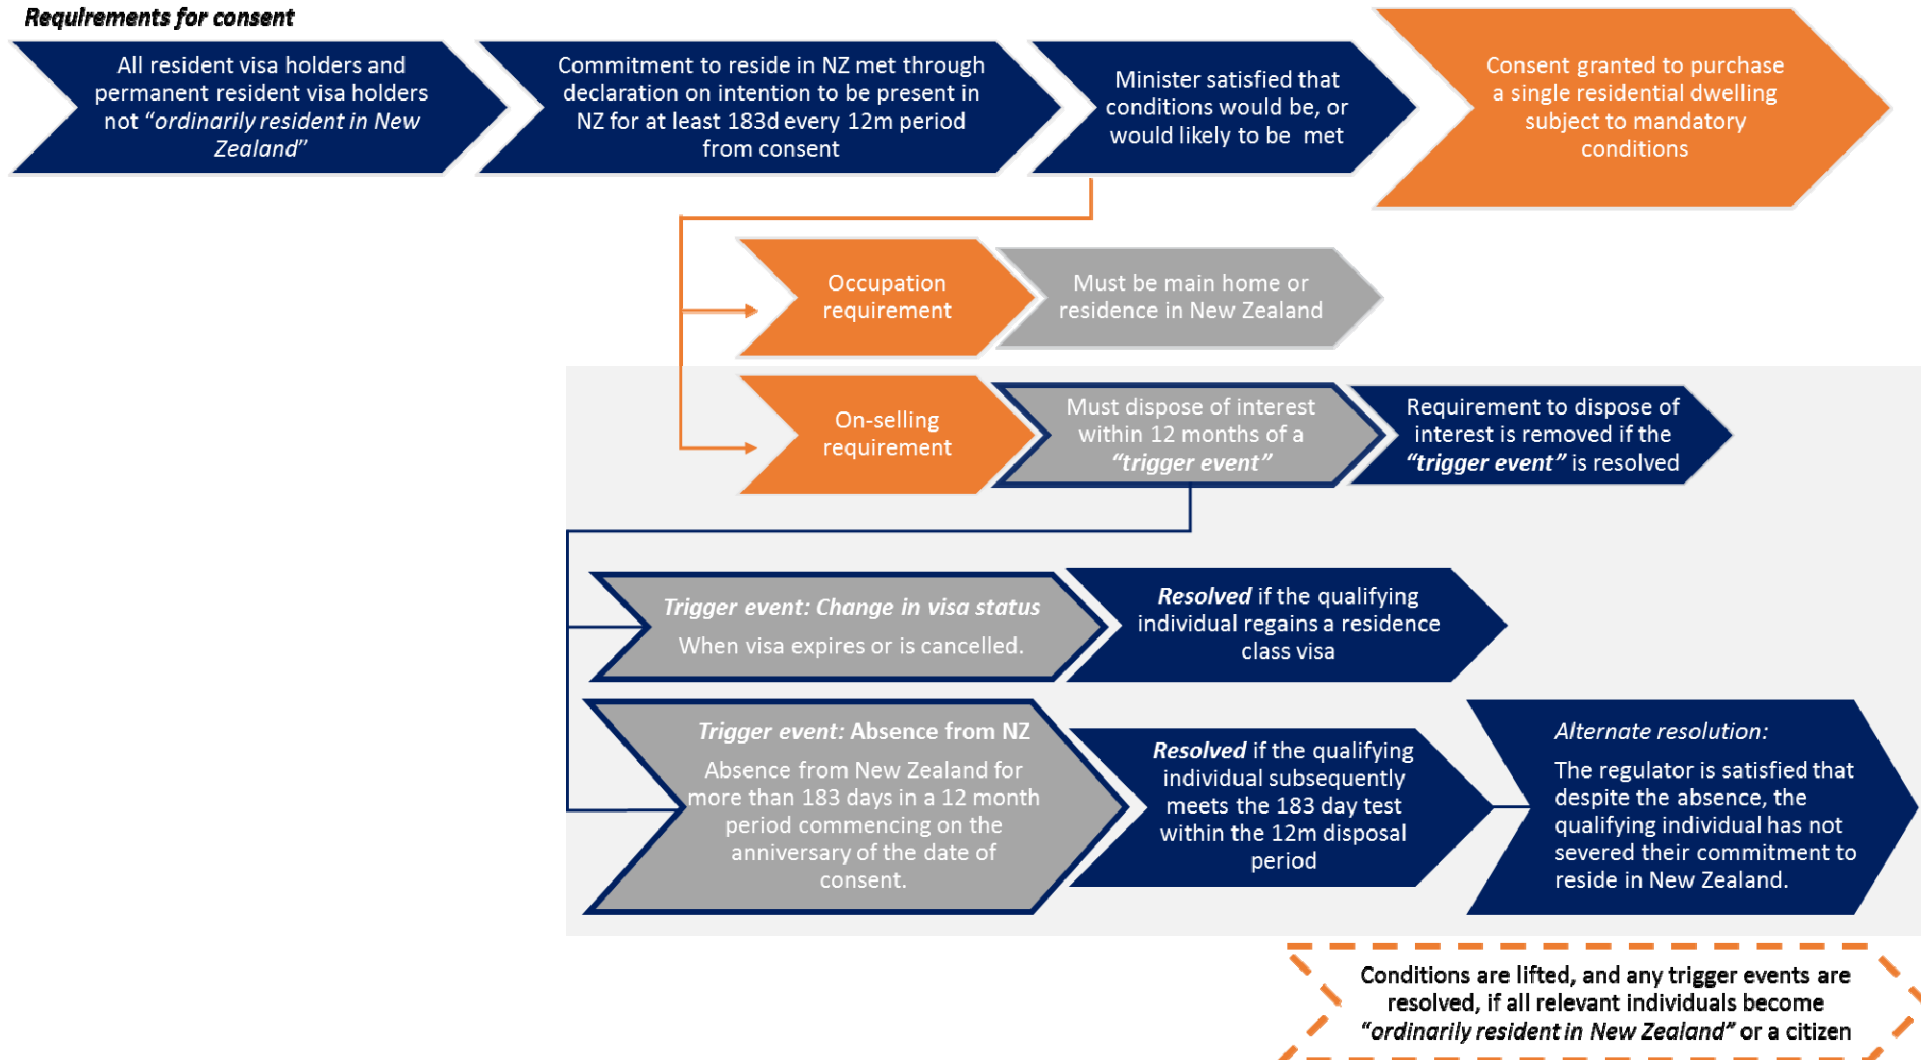 Requirements for consent
All resident visa holders and
permanent resident visa holders
not “ordinarily resident in New
Zealand”
Commitment to reside in NZ met through
declaration on intention to be present in
NZ for at least 183d every 12m period
from consent
Minister satisfied that
conditions would be, or
would likely to be met
Consent granted to purchase
a single residential dwelling
subject to mandatory
conditions
Occupation
requirement
Must be main home or
residence in New Zealand
On-selling
requirement
Must dispose of interest
within 12 months of a
“trigger event”
Requirement to dispose of
interest is removed if the
“trigger event” is resolved
Trigger event: Change in visa status
When visa expires or is cancelled.
Resolved if the qualifying
individual regains a residence
class visa
Trigger event: Absence from NZ
Absence from New Zealand for
more than 183 days in a 12 month
period commencing on the
anniversary of the date of
consent.
Resolved if the qualifying
individual subsequently
meets the 183 day test
within the 12m disposal
period
Alternate resolution:
The regulator is satisfied that
despite the absence, the
qualifying individual has not
severed their commitment to
reside in New Zealand.
Conditions are lifted, and any trigger events are
resolved, if all relevant individuals become
“ordinarily resident in New Zealand” or a citizen